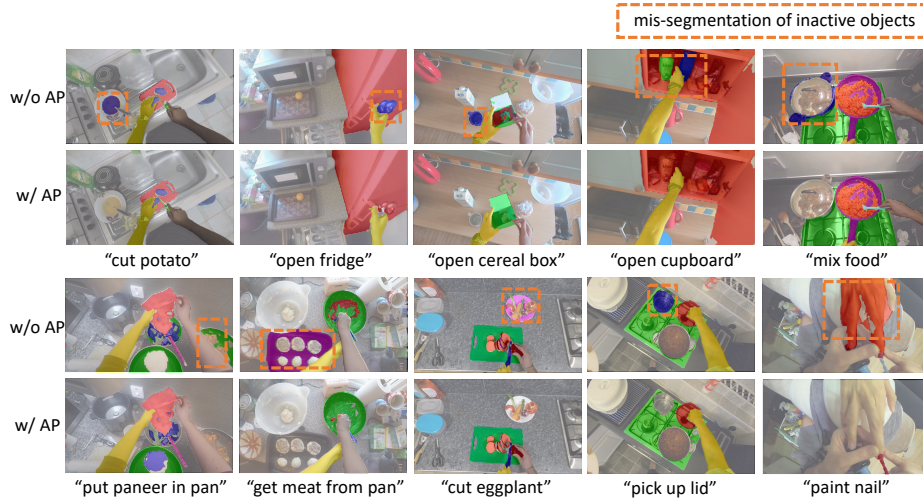 mis-segmentation of inactive objects
w/o AP
w/ AP
“cut potato” “open fridge” “open cereal box” “open cupboard” “mix food”
w/o AP
w/ AP
“put paneer in pan” “get meat from pan” “cut eggplant” “pick up lid” “paint nail”